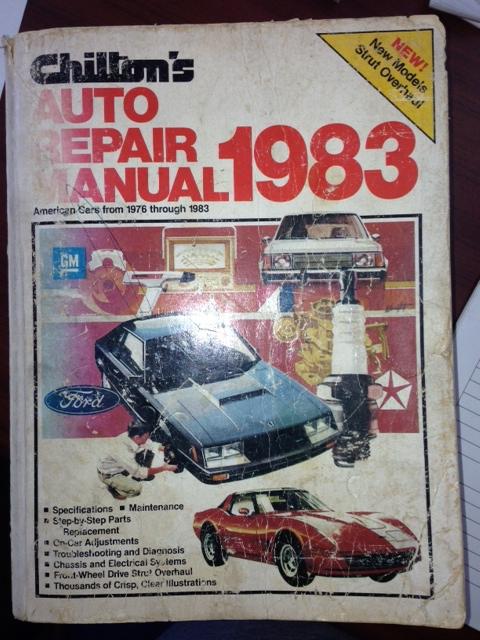 Chilton's
NEW!
New Models
Strut Overhaul
AUTO
REPAIR
MANUAL 1983
American Cars from 1976 through 1983
GM
Ford
■ Specifications ■ Maintenance
■ Step-by-Step Parts
Replacement
■ On-Car Adjustments
■ Troubleshooting and Diagnosis
■ Chassis and Electrical Systems
■ Front-Wheel Drive Strut Overhaul
■ Thousands of Crisp, Clear Illustrations